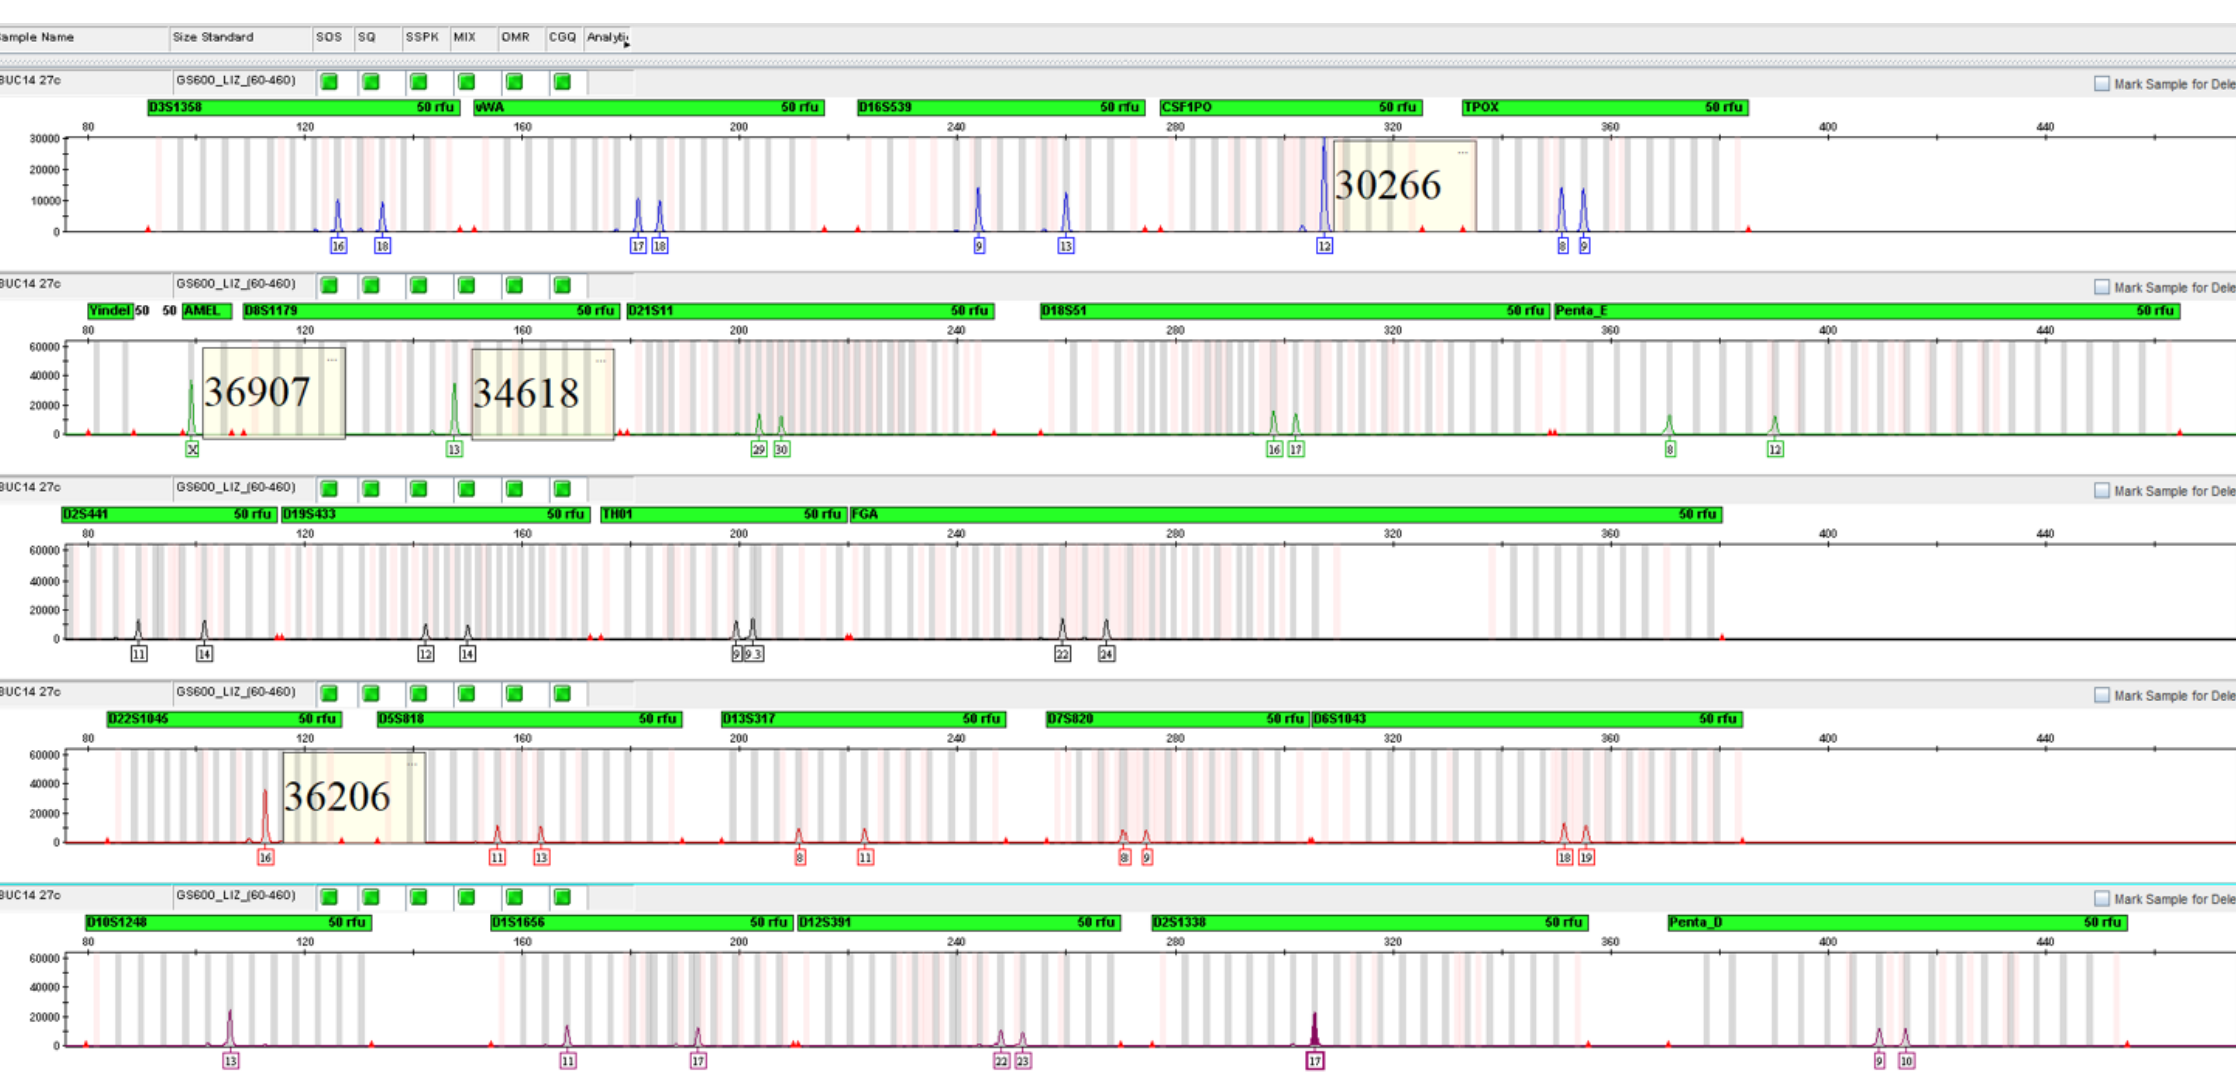 ample Name Size Standard SOS SQ SSPK MIX OMR CGQ Analyti
BUC14 27c GS600_LIZ_(60-460) Mark Sample for Dele
D3S1358 50 rfu vWA 50 rfu D16S539 50 rfu CSF1PO 50 rfu TPOX 50 rfu
80 120 160 200 240 280 320 360 400 440
30000
20000
10000
0
30266
16 18 17 18 9 13 12 8 9
BUC14 27c GS600_LIZ_(60-460) Mark Sample for Dele
Yindel 50 50 AMEL D8S1179 50 rfu D21S11 50 rfu D18S51 50 rfu Penta_E 50 rfu
80 120 160 200 240 280 320 360 400 440
60000
40000
20000
0
36907 34618
X 13 29 30 16 17 8 12
BUC14 27c GS600_LIZ_(60-460) Mark Sample for Dele
D2S441 50 rfu D19S433 50 rfu TH01 50 rfu FGA 50 rfu
80 120 160 200 240 280 320 360 400 440
60000
40000
20000
0
11 14 12 14 9 9.3 22 24
BUC14 27c GS600_LIZ_(60-460) Mark Sample for Dele
D22S1045 50 rfu D5S818 50 rfu D13S317 50 rfu D7S820 50 rfu D6S1043 50 rfu
80 120 160 200 240 280 320 360 400 440
60000
40000
20000
0
36206
16 11 13 8 11 8 9 18 19
BUC14 27c GS600_LIZ_(60-460) Mark Sample for Dele
D10S1248 50 rfu D1S1656 50 rfu D12S391 50 rfu D2S1338 50 rfu Penta_D 50 rfu
80 120 160 200 240 280 320 360 400 440
60000
40000
20000
0
13 11 17 22 23 17 9 10